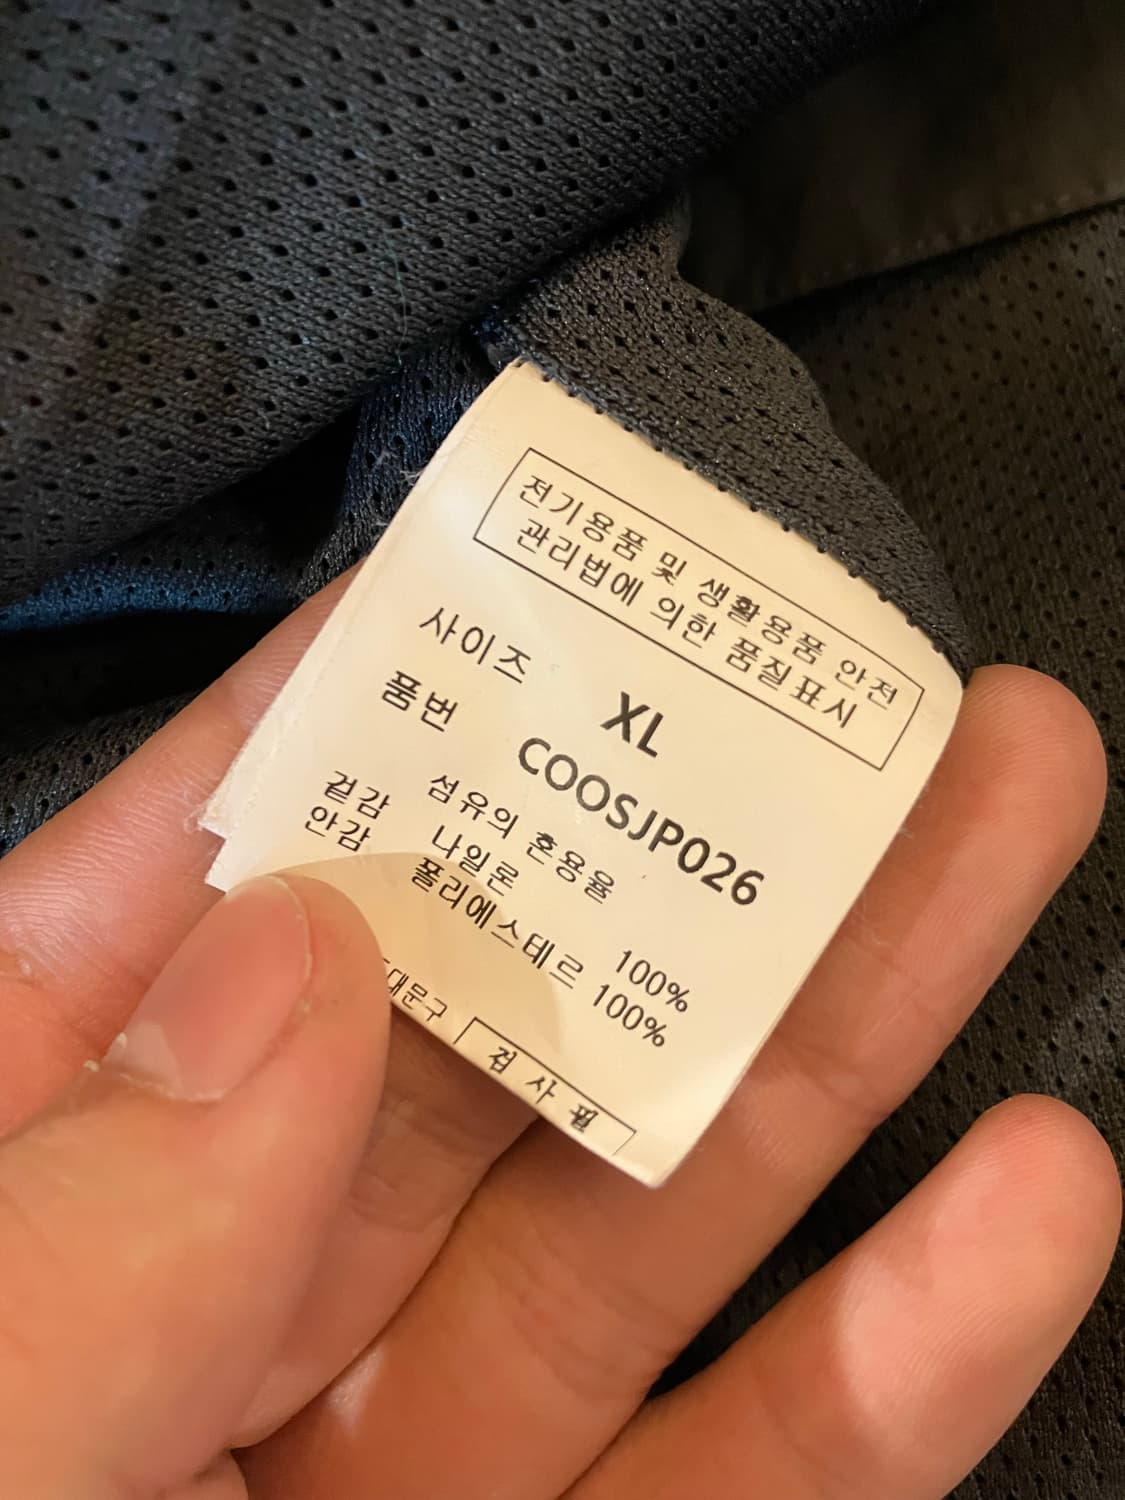 전기용품 및 생활용품 안전
관리법에 의한 품질표시
사이즈 XL
품번 COOSJP026
섬유의 혼용율
겉감 나일론 100%
안감 폴리에스테르 100%
대문구
검사필